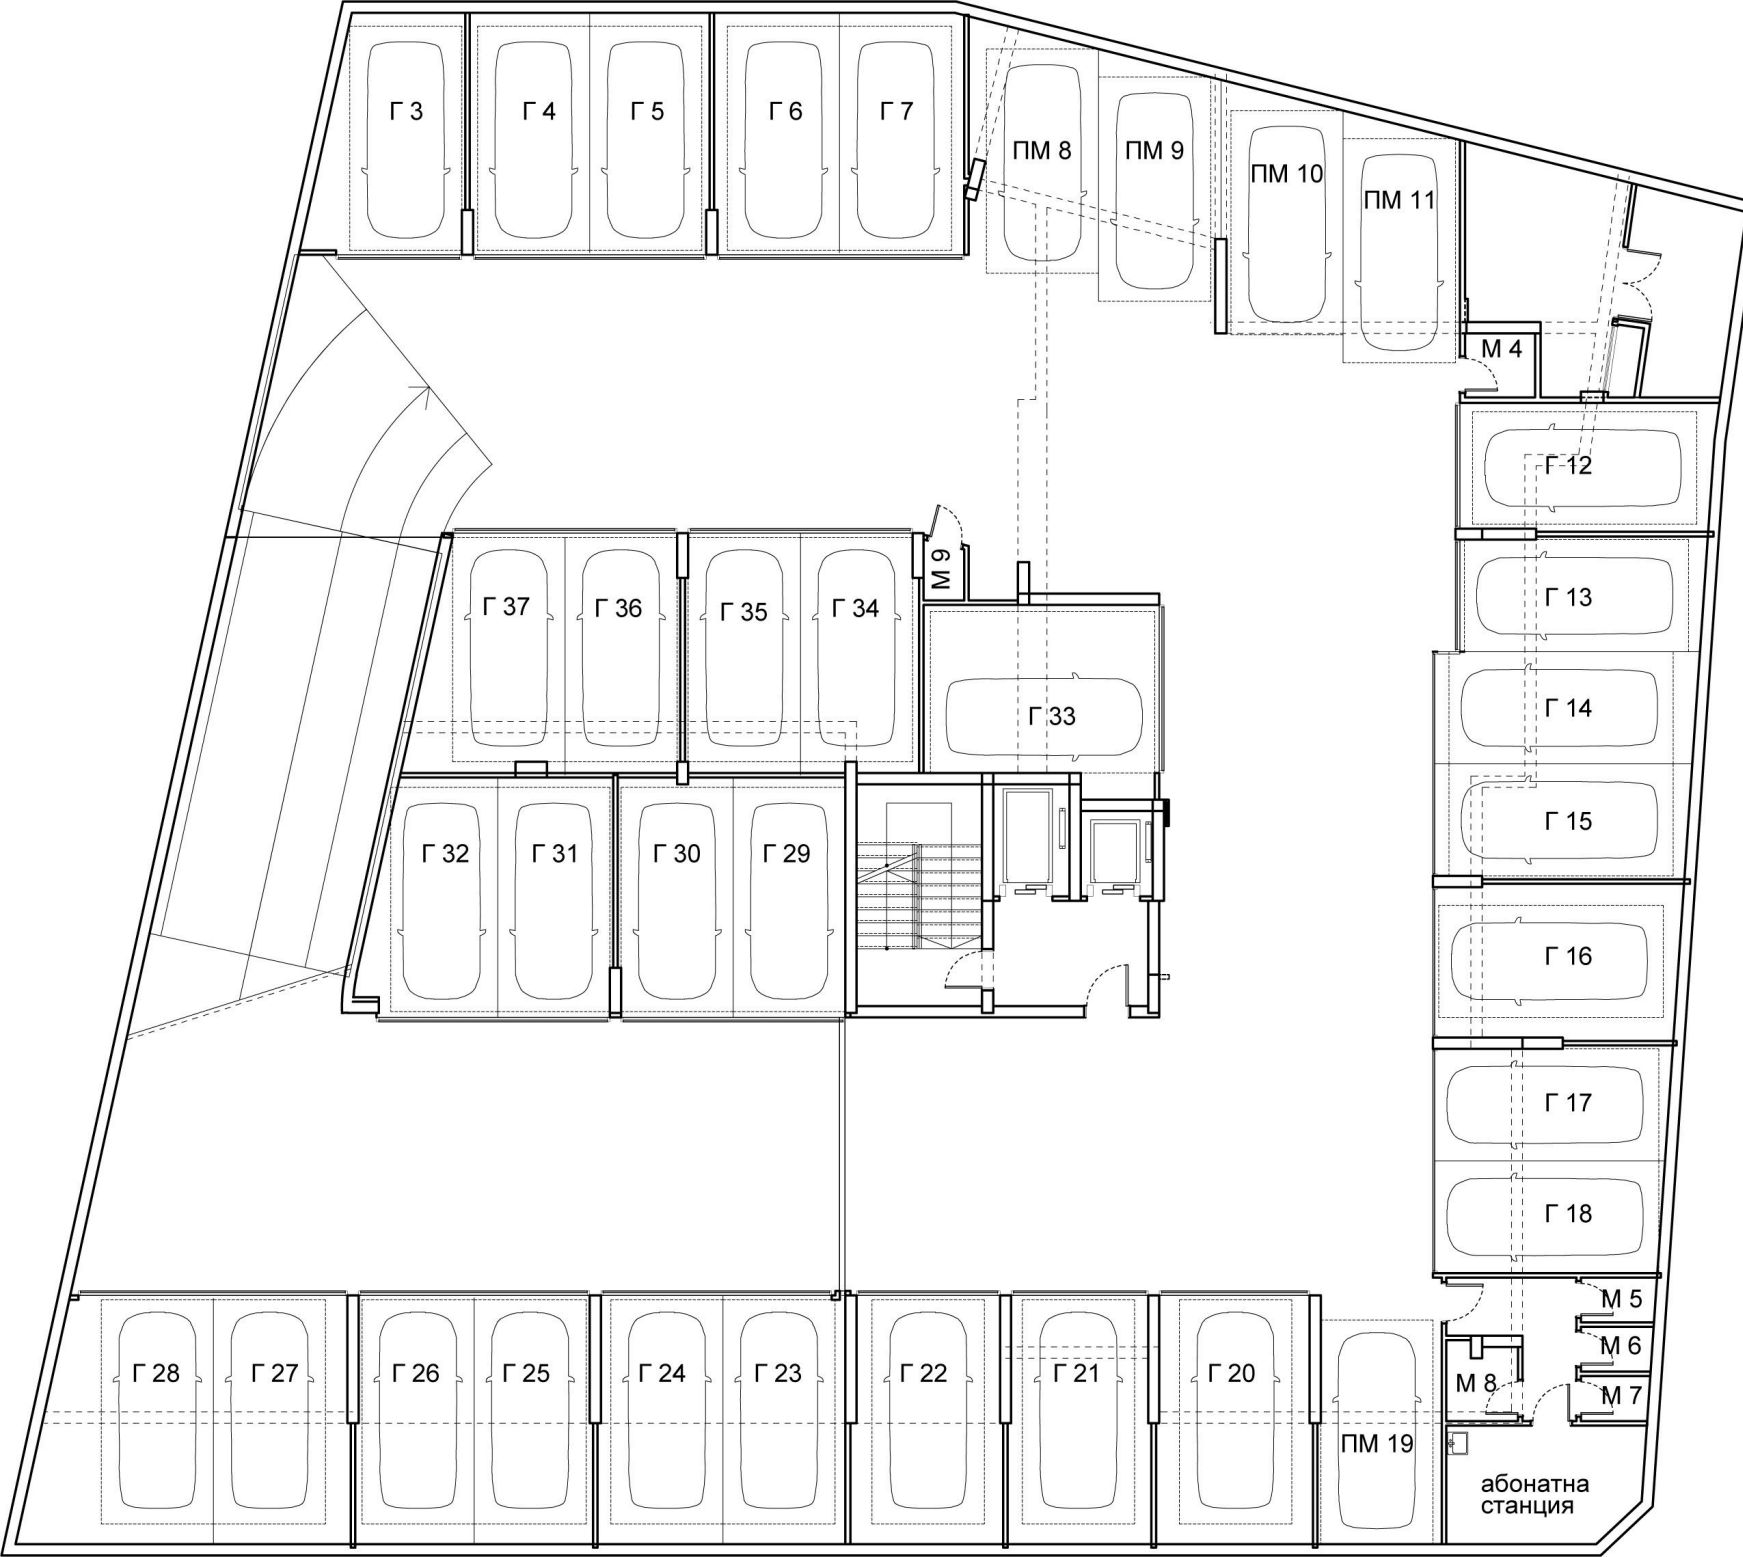 Г 3
Г 4
Г 5
Г 6
Г 7
ПМ 8
ПМ 9
ПМ 10
ПМ 11
М 4
Г 12
М 9
Г 37
Г 36
Г 35
Г 34
Г 13
Г 33
Г 14
Г 15
Г 32
Г 31
Г 30
Г 29
Г 16
Г 17
Г 18
М 5
М 6
М 7
М 8
Г 28
Г 27
Г 26
Г 25
Г 24
Г 23
Г 22
Г 21
Г 20
ПМ 19
абонатна
станция